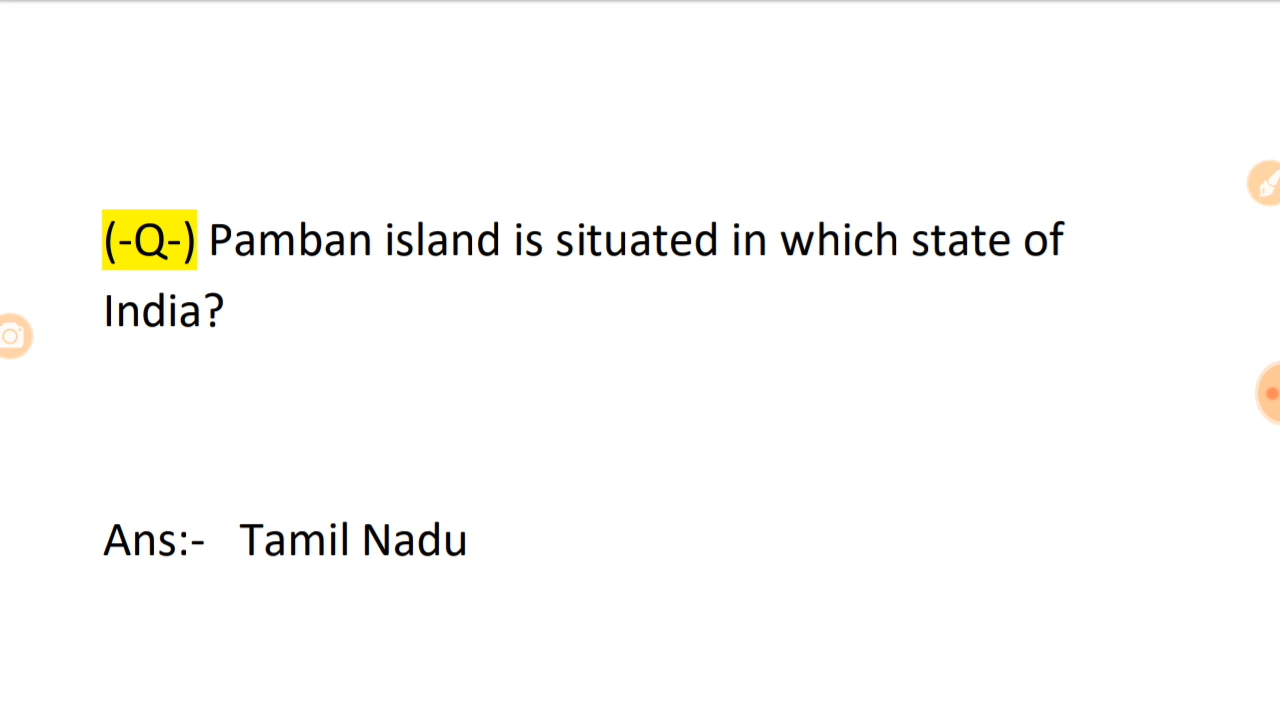 (-Q-) Pamban island is situated in which state of
India?
Ans:-   Tamil Nadu